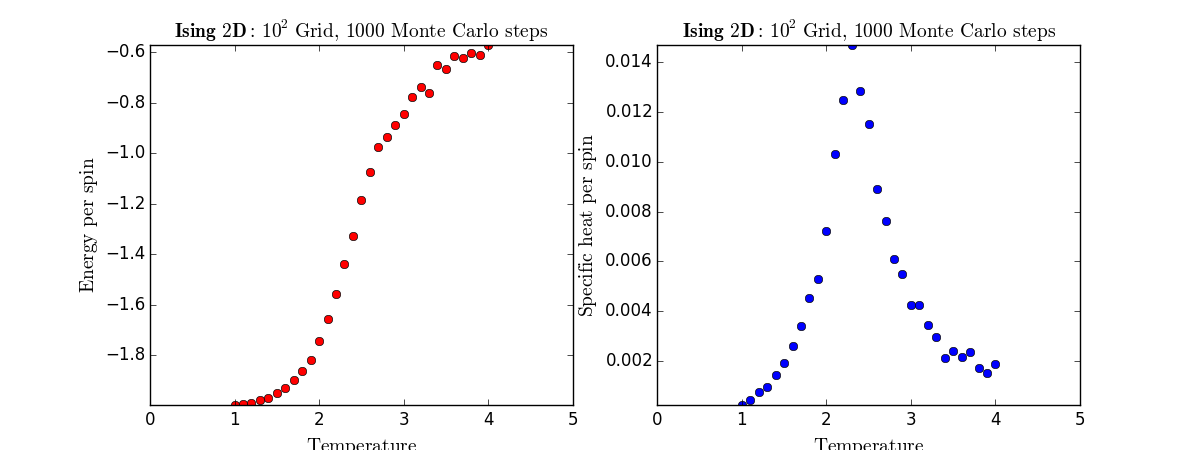 Ising 2D: 10² Grid, 1000 Monte Carlo steps
Energy per spin
−0.6
−0.8
−1.0
−1.2
−1.4
−1.6
−1.8
0 1 2 3 4 5
Temperature
Ising 2D: 10² Grid, 1000 Monte Carlo steps
Specific heat per spin
0.014
0.012
0.010
0.008
0.006
0.004
0.002
0 1 2 3 4 5
Temperature